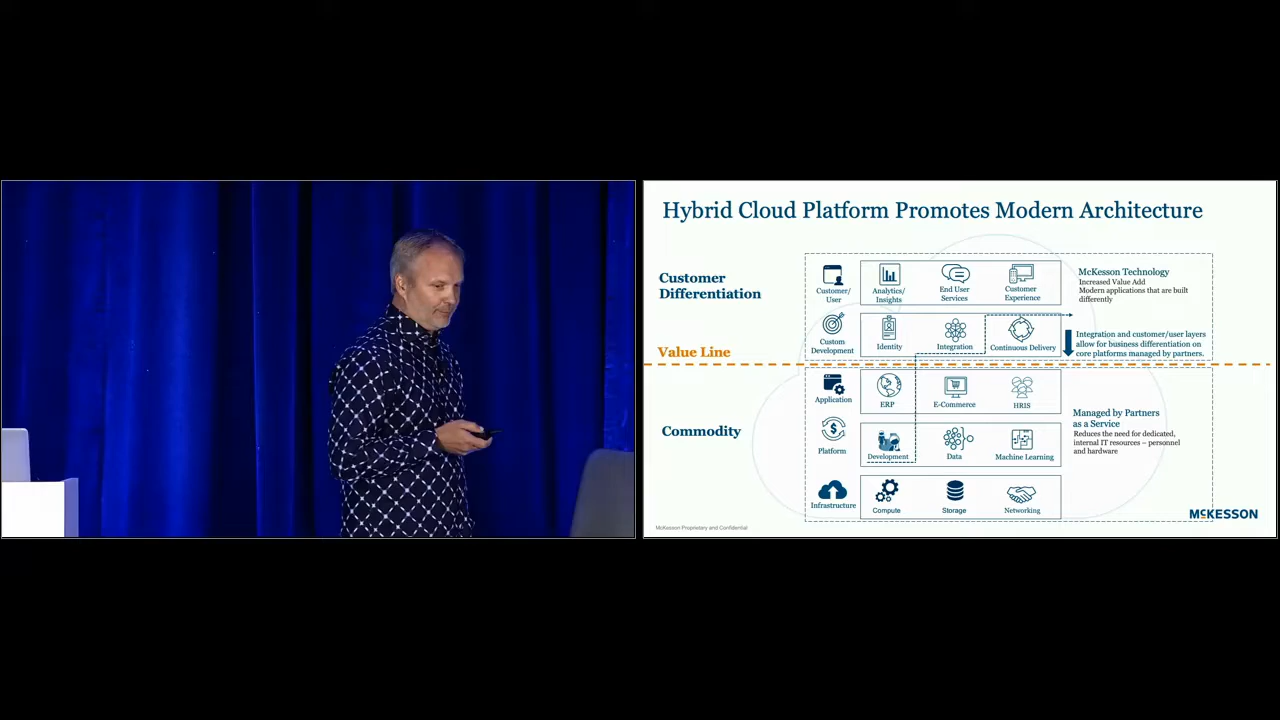 Hybrid Cloud Platform Promotes Modern Architecture
Customer
Differentiation
Value Line
Commodity
Customer/
User
Analytics/
Insights
End User
Services
Customer
Experience
McKesson Technology
Increased Value Add
Modern applications that are built
differently
Custom
Development
Identity
Integration
Continuous Delivery
Integration and customer/user layers
allow for business differentiation on
core platforms managed by partners.
Application
ERP
E-Commerce
HRIS
Managed by Partners
as a Service
Reduces the need for dedicated,
internal IT resources – personnel
and hardware
Platform
Development
Data
Machine Learning
Infrastructure
Compute
Storage
Networking
McKesson Proprietary and Confidential
MCKESSON